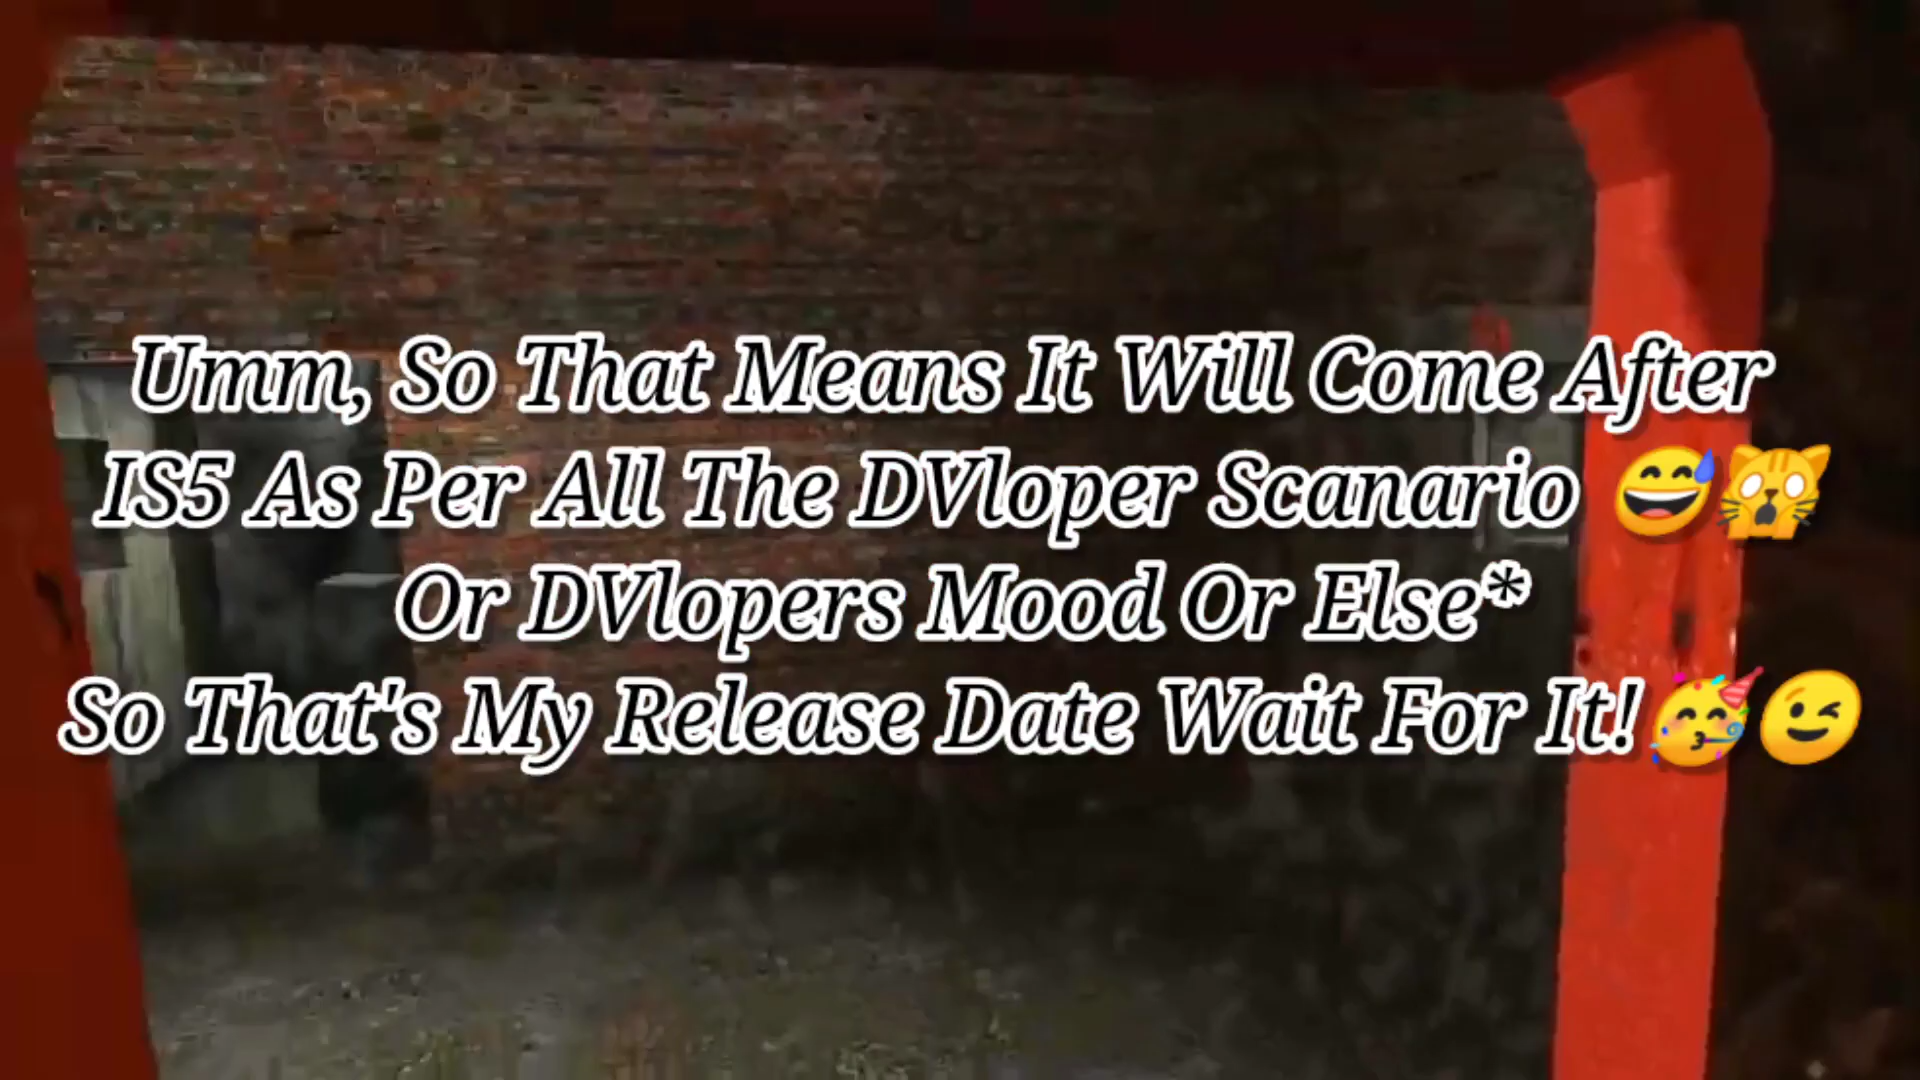 Umm, So That Means It Will Come After
IS5 As Per All The DVloper Scanario 😅🙀
Or DVlopers Mood Or Else*
So That's My Release Date Wait For It!🥳😉